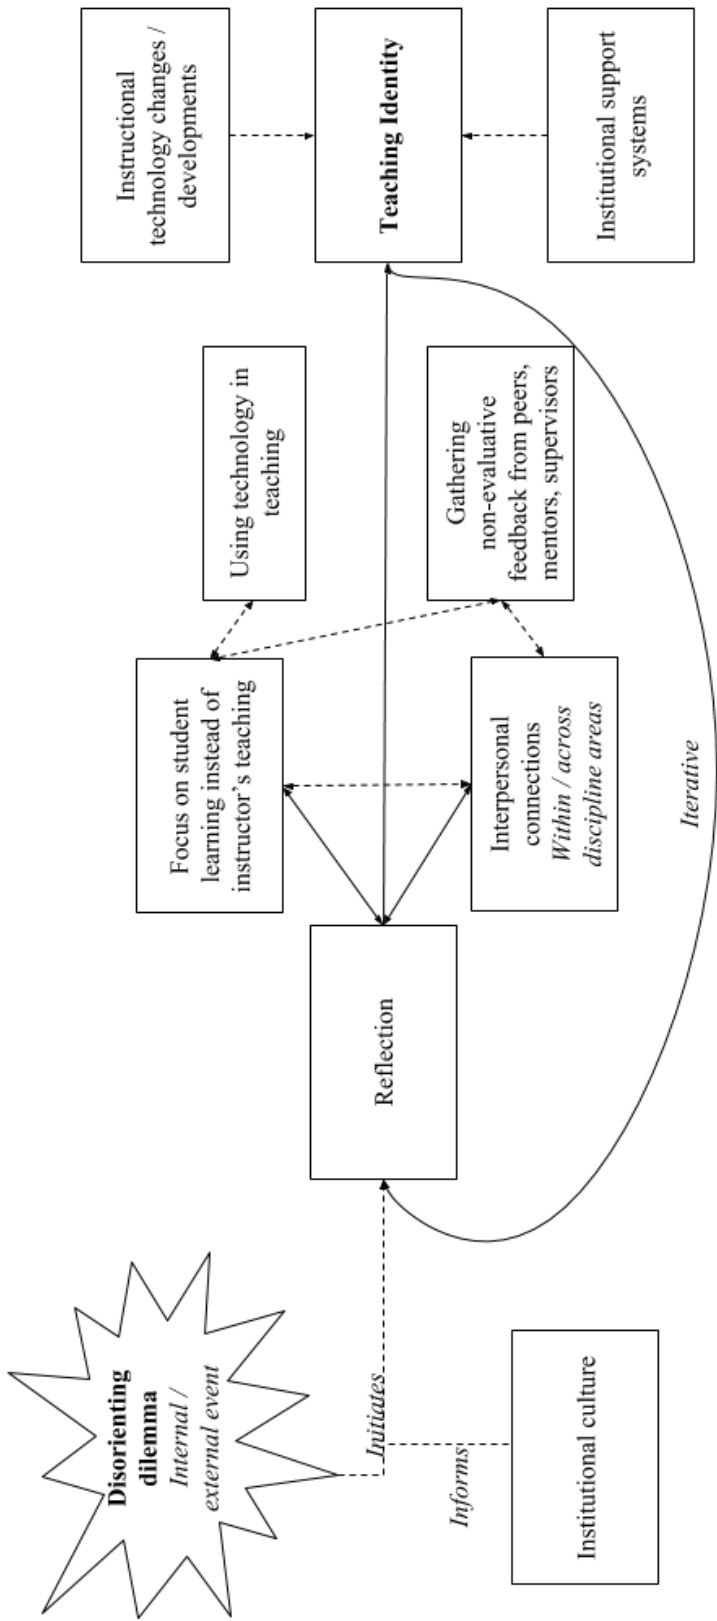 Disorienting
dilemma
Internal /
external event
Initiates
Informs
Institutional culture
Reflection
Focus on student
learning instead of
instructor's teaching
Interpersonal
connections
Within / across
discipline areas
Using technology in
teaching
Gathering
non-evaluative
feedback from peers,
mentors, supervisors
Iterative
Instructional
technology changes /
developments
Teaching Identity
Institutional support
systems